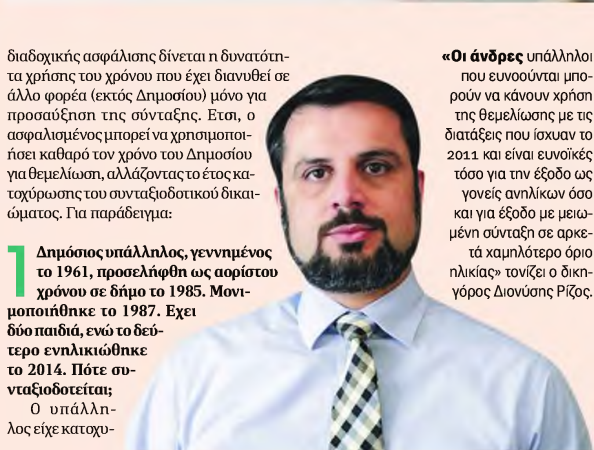 διαδοχικής ασφάλισης δίνεται η δυνατότη-
τα χρήσης του χρόνου που έχει διανυθεί σε
άλλο φορέα (εκτός Δημοσίου) μόνο για
προσαύξηση της σύνταξης. Ετσι, ο
ασφαλισμένος μπορεί να χρησιμοποι-
ήσει καθαρό τον χρόνο του Δημοσίου
για θεμελίωση, αλλάζοντας το έτος κα-
τοχύρωσης του συνταξιοδοτικού δικαι-
ώματος. Για παράδειγμα:
1 Δημόσιος υπάλληλος, γεννημένος
το 1961, προσελήφθη ως αορίστου
χρόνου σε δήμο το 1985. Μονι-
μοποιήθηκε το 1987. Εχει
δύο παιδιά, ενώ το δεύ-
τερο ενηλικιώθηκε
το 2014. Πότε συ-
νταξιοδοτείται;
Ο υπάλλη-
λος είχε κατοχυ-
«Οι άνδρες υπάλληλοι
που ευνοούνται μπο-
ρούν να κάνουν χρήση
της θεμελίωσης με τις
διατάξεις που ίσχυαν το
2011 και είναι ευνοϊκές
τόσο για την έξοδο ως
γονείς ανηλίκων όσο
και για έξοδο με μειω-
μένη σύνταξη σε αρκε-
τά χαμηλότερο όριο
ηλικίας» τονίζει ο δικη-
γόρος Διονύσης Ρίζος.